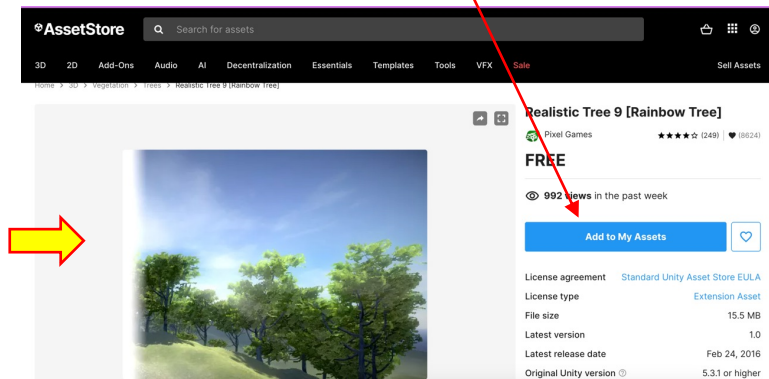 AssetStore Search for assets
3D 2D Add-Ons Audio AI Decentralization Essentials Templates Tools VFX Sale Sell Assets
Home > 3D > Vegetation > Trees > Realistic Tree 9 [Rainbow Tree]
Realistic Tree 9 [Rainbow Tree]
Pixel Games ★★★★☆ (249) | ♥ (8624)
FREE
992 views in the past week
Add to My Assets
License agreement Standard Unity Asset Store EULA
License type Extension Asset
File size 15.5 MB
Latest version 1.0
Latest release date Feb 24, 2016
Original Unity version 5.3.1 or higher